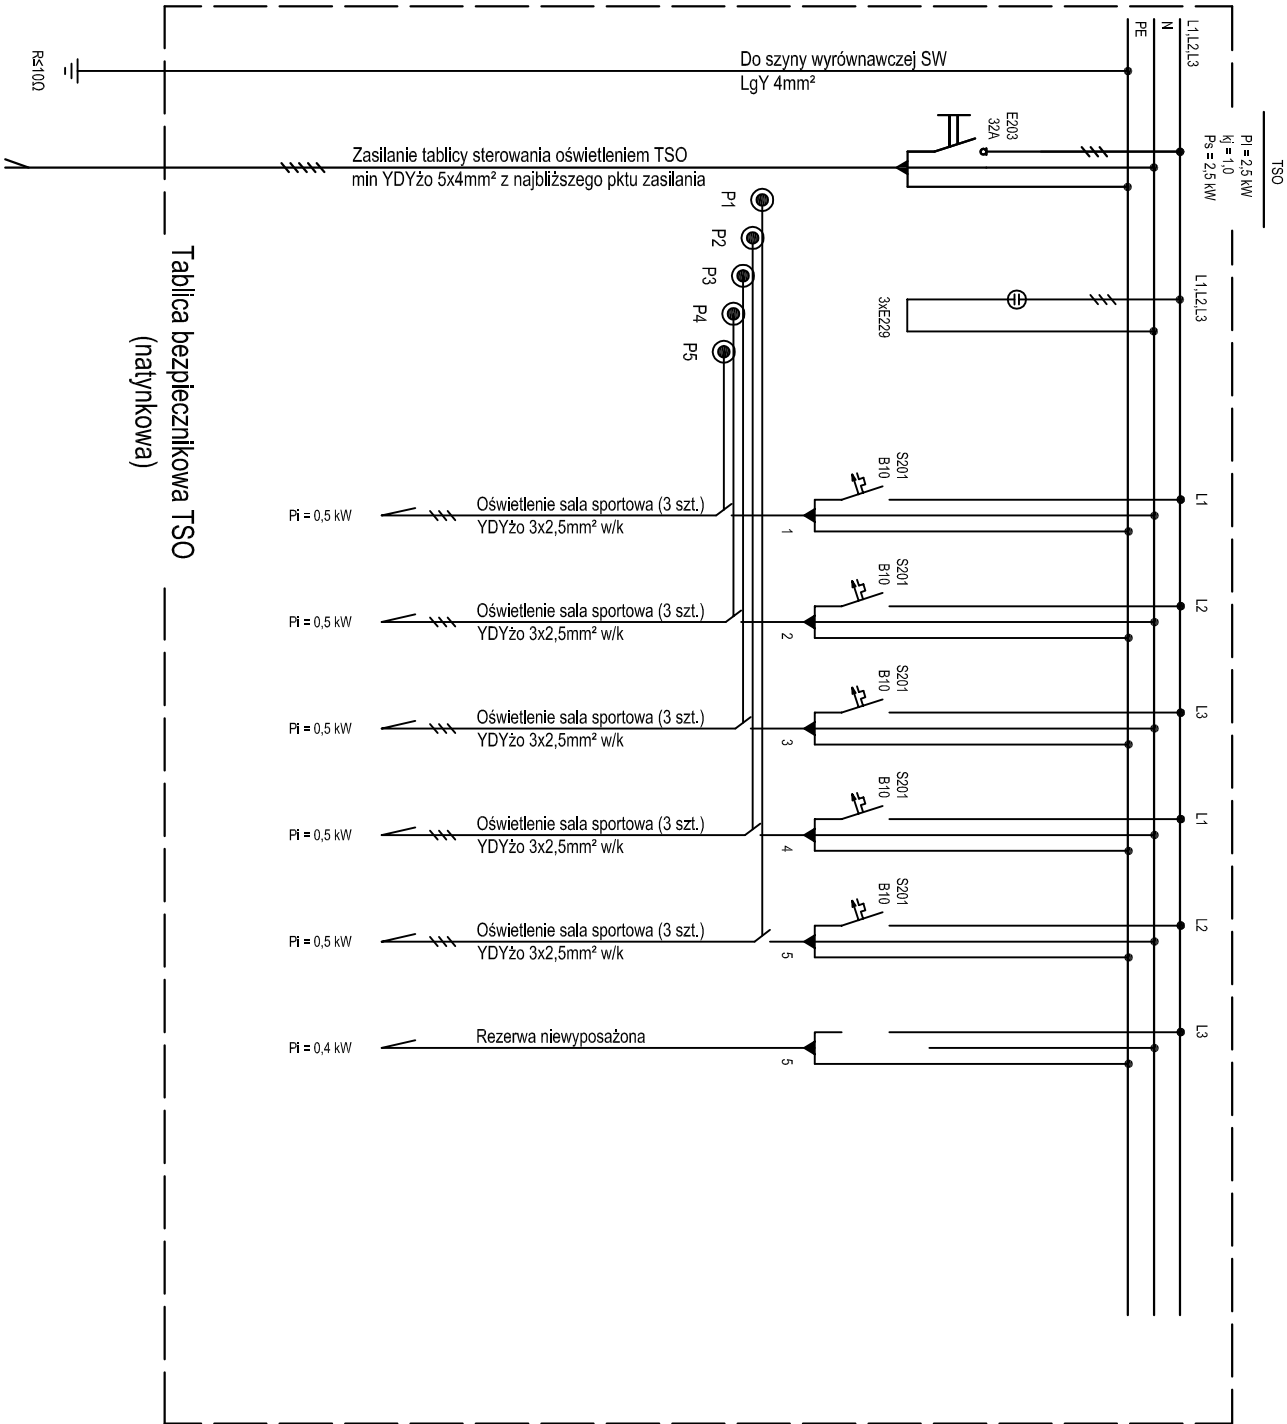 TSO
Pi = 2,5 kW
kj = 1,0
Ps = 2,5 kW
L1,L2,L3
N
PE
Do szyny wyrównawczej SW
LgY 4mm²
R≤10Ω
E203
32A
Zasilanie tablicy sterowania oświetleniem TSO
min YDYżo 5x4mm² z najbliższego pktu zasilania
P1
P2
P3
P4
P5
L1,L2,L3
3xE229
L1
S201
B10
1
Oświetlenie sala sportowa (3 szt.)
YDYżo 3x2,5mm² w/k
Pi = 0,5 kW
L2
S201
B10
2
Oświetlenie sala sportowa (3 szt.)
YDYżo 3x2,5mm² w/k
Pi = 0,5 kW
L3
S201
B10
3
Oświetlenie sala sportowa (3 szt.)
YDYżo 3x2,5mm² w/k
Pi = 0,5 kW
L1
S201
B10
4
Oświetlenie sala sportowa (3 szt.)
YDYżo 3x2,5mm² w/k
Pi = 0,5 kW
L2
S201
B10
5
Oświetlenie sala sportowa (3 szt.)
YDYżo 3x2,5mm² w/k
Pi = 0,5 kW
L3
5
Rezerwa niewyposażona
Pi = 0,4 kW
Tablica bezpiecznikowa TSO
(natynkowa)